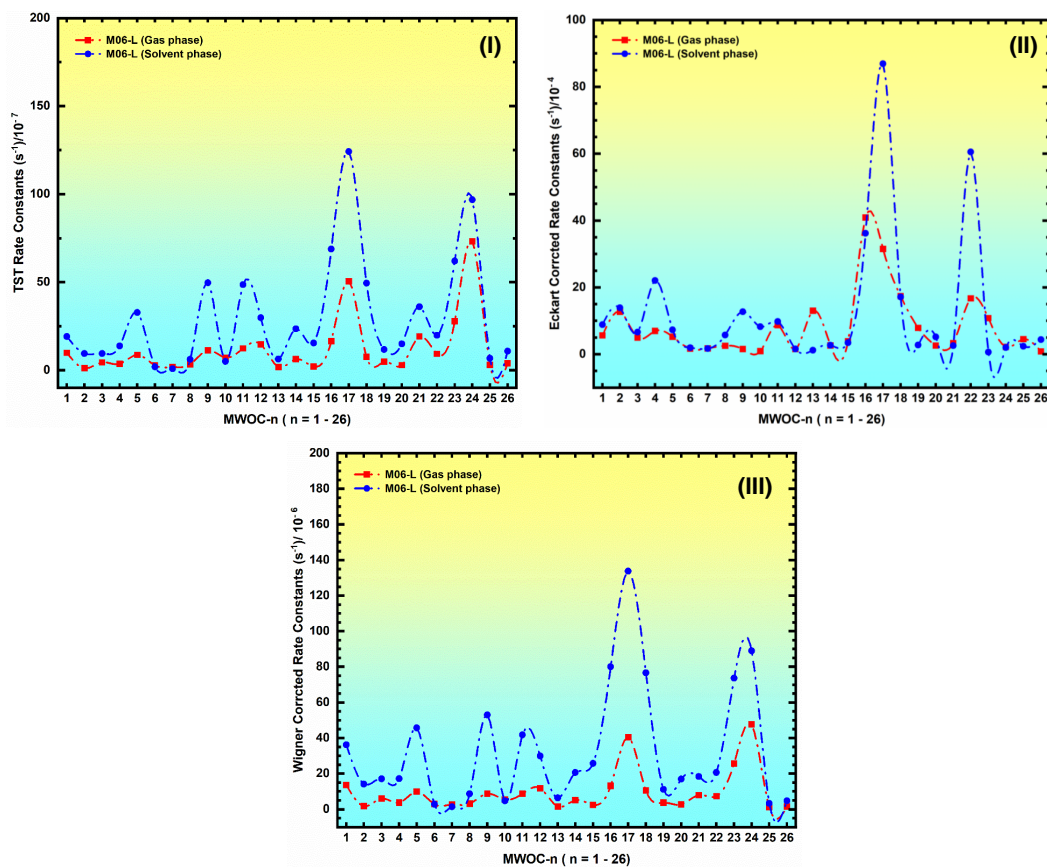 M06-L (Gas phase)
M06-L (Solvent phase)
(I)
TST Rate Constants (s⁻¹)/10⁻⁷
200
150
100
50
0
1 2 3 4 5 6 7 8 9 10 11 12 13 14 15 16 17 18 19 20 21 22 23 24 25 26
MWOC-n ( n = 1 - 26)
M06-L (Gas phase)
M06-L (Solvent phase)
(II)
Eckart Corrcted Rate Constants (s⁻¹)/10⁻⁴
100
80
60
40
20
0
1 2 3 4 5 6 7 8 9 10 11 12 13 14 15 16 17 18 19 20 21 22 23 24 25 26
MWOC-n ( n = 1 - 26)
M06-L (Gas phase)
M06-L (Solvent phase)
(III)
Wigner Corrcted Rate Constants (s⁻¹)/ 10⁻⁶
200
180
160
140
120
100
80
60
40
20
0
1 2 3 4 5 6 7 8 9 10 11 12 13 14 15 16 17 18 19 20 21 22 23 24 25 26
MWOC-n ( n = 1 - 26)